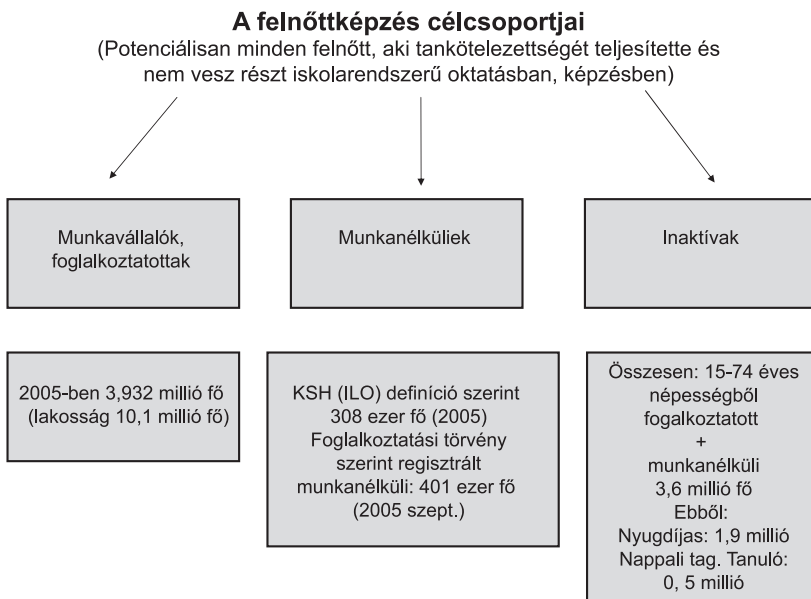 A felnőttképzés célcsoportjai
(Potenciálisan minden felnőtt, aki tankötelezettségét teljesítette és
nem vesz részt iskolarendszerű oktatásban, képzésben)
Munkavállalók,
foglalkoztatottak
Munkanélküliek
Inaktívak
2005-ben 3,932 millió fő
(lakosság 10,1 millió fő)
KSH (ILO) definíció szerint
308 ezer fő (2005)
Foglalkoztatási törvény
szerint regisztrált
munkanélküli: 401 ezer fő
(2005 szept.)
Összesen: 15-74 éves
népességből
fogalkoztatott
+
munkanélküli
3,6 millió fő
Ebből:
Nyugdíjas: 1,9 millió
Nappali tag. Tanuló:
0, 5 millió